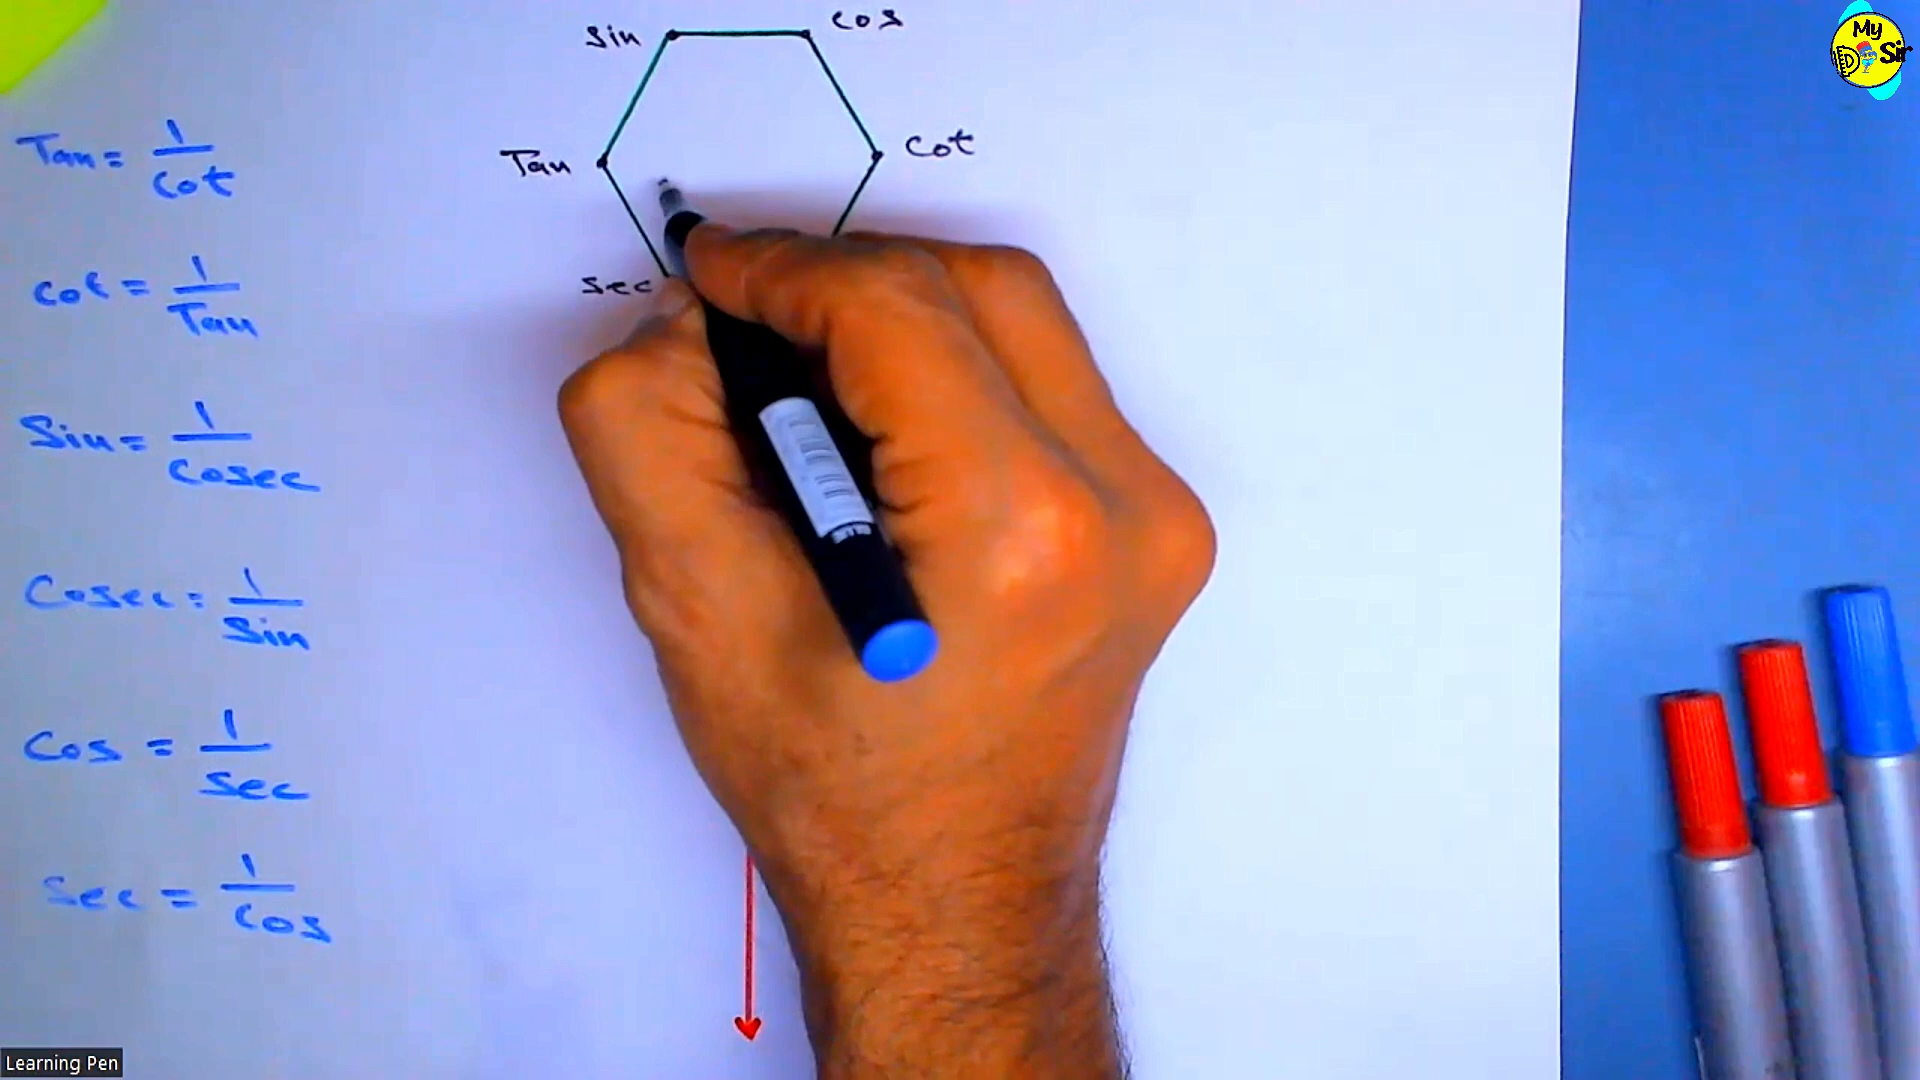 sin
cos
Tan
cot
sec
Tan = 1/cot
cot = 1/Tan
Sin = 1/cosec
Cosec = 1/sin
cos = 1/sec
sec = 1/cos
My
Sir
Learning Pen